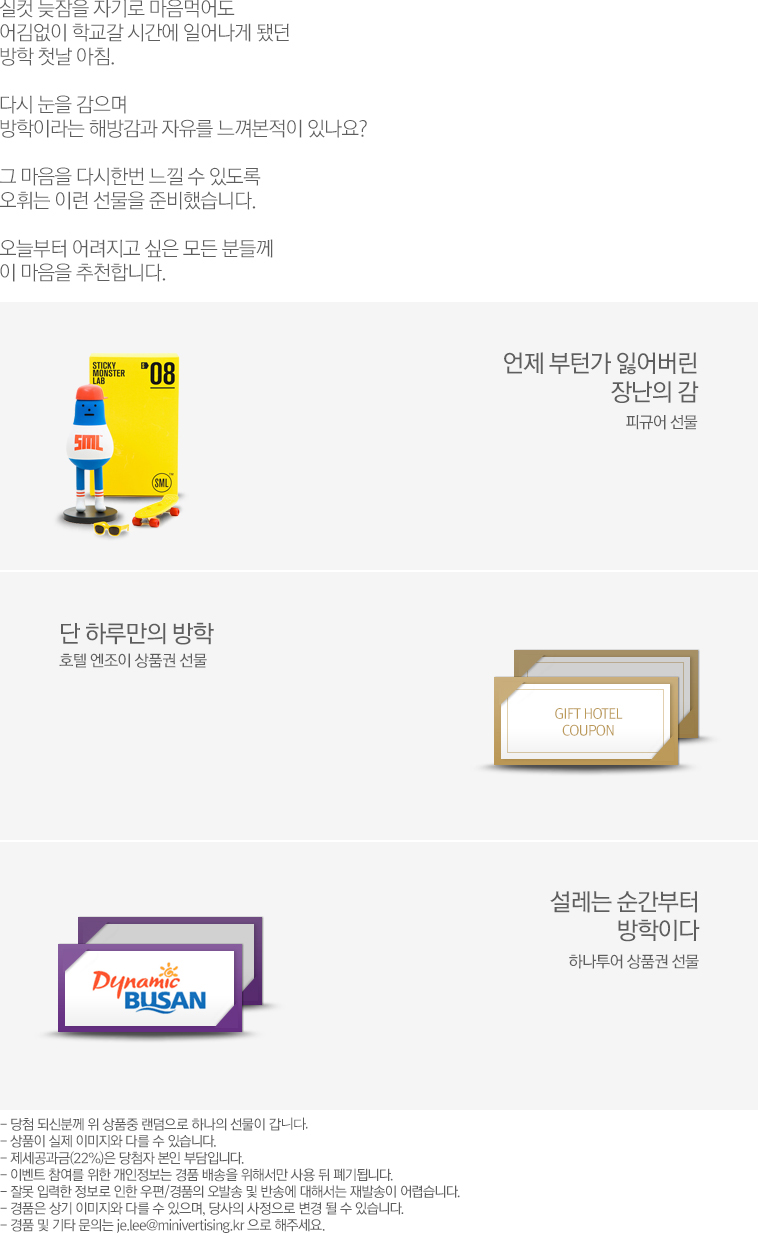 실컷 늦잠을 자기로 마음먹어도
어김없이 학교갈 시간에 일어나게 됐던
방학 첫날 아침.
다시 눈을 감으며
방학이라는 해방감과 자유를 느껴본적이 있나요?
그 마음을 다시한번 느낄 수 있도록
오휘는 이런 선물을 준비했습니다.
오늘부터 어려지고 싶은 모든 분들께
이 마음을 추천합니다.
STICKY
MONSTER
LAB
08
SML
SML
TM
언제 부턴가 잃어버린
장난의 감
피규어 선물
단 하루만의 방학
호텔 엔조이 상품권 선물
GIFT HOTEL
COUPON
설레는 순간부터
방학이다
하나투어 상품권 선물
Dynamic
BUSAN
- 당첨 되신분께 위 상품중 랜덤으로 하나의 선물이 갑니다.
- 상품이 실제 이미지와 다를 수 있습니다.
- 제세공과금(22%)은 당첨자 본인 부담입니다.
- 이벤트 참여를 위한 개인정보는 경품 배송을 위해서만 사용 뒤 폐기됩니다.
- 잘못 입력한 정보로 인한 우편/경품의 오발송 및 반송에 대해서는 재발송이 어렵습니다.
- 경품은 상기 이미지와 다를 수 있으며, 당사의 사정으로 변경 될 수 있습니다.
- 경품 및 기타 문의는 je.lee@minivertising.kr 으로 해주세요.